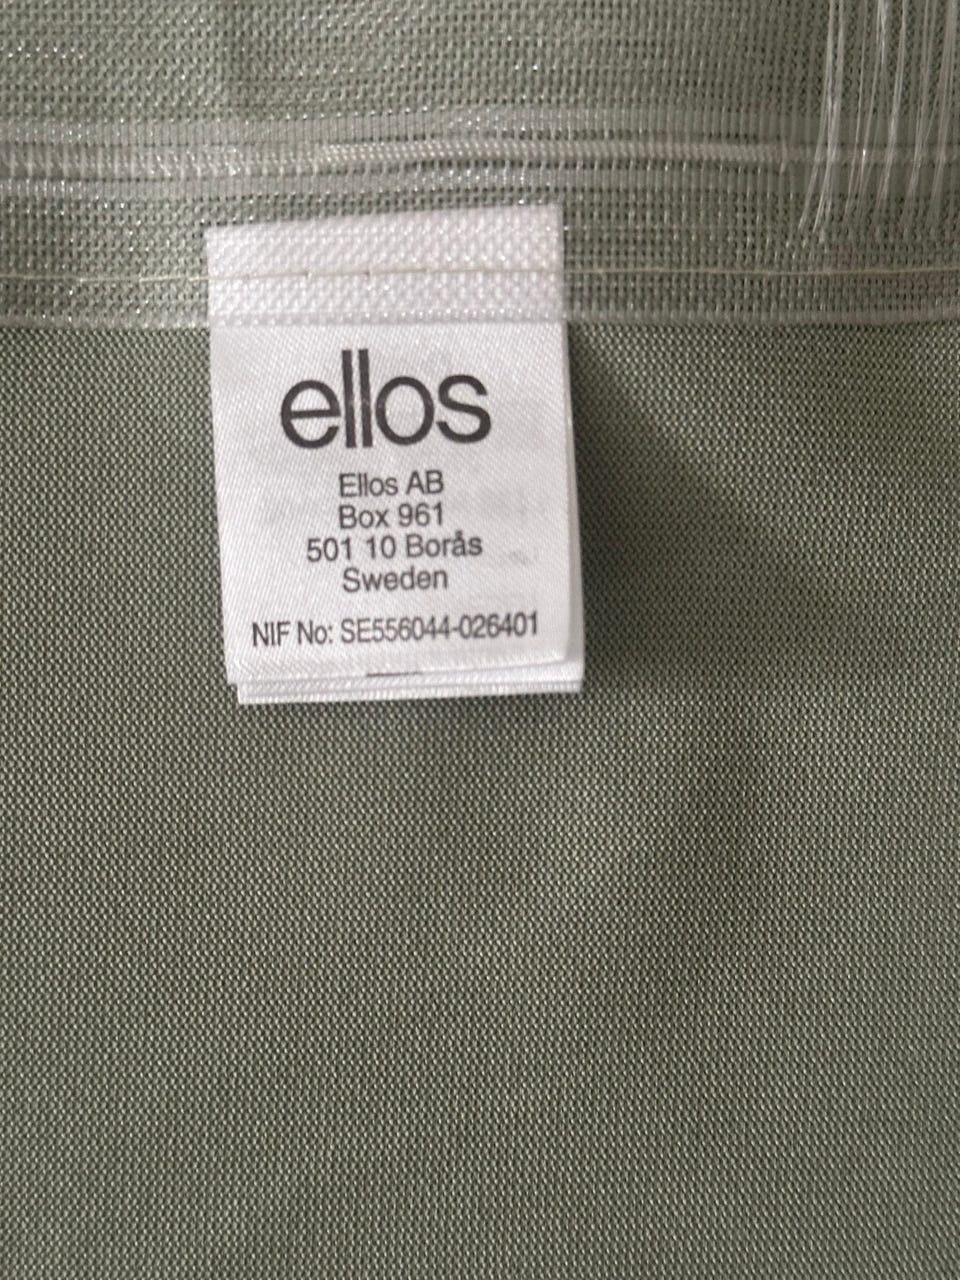 ellos
Ellos AB
Box 961
501 10 Borås
Sweden
NIF No: SE556044-026401